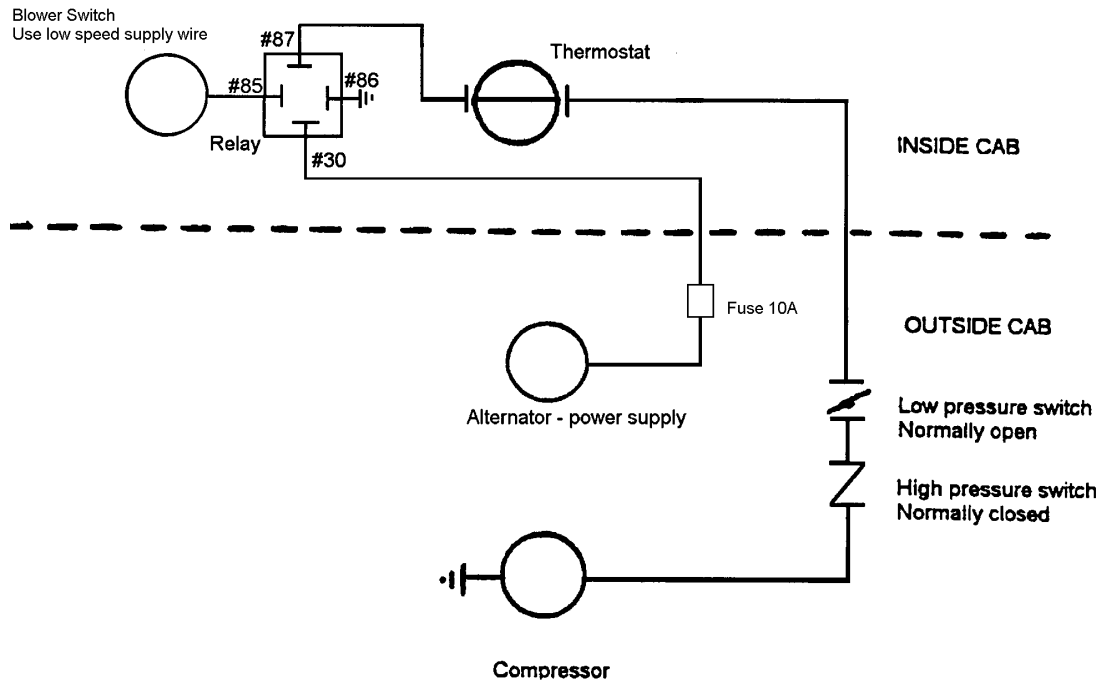 Blower Switch
Use low speed supply wire
#87
Thermostat
#85
#86
Relay
#30
INSIDE CAB
Fuse 10A
OUTSIDE CAB
Alternator - power supply
Low pressure switch
Normally open
High pressure switch
Normally closed
Compressor